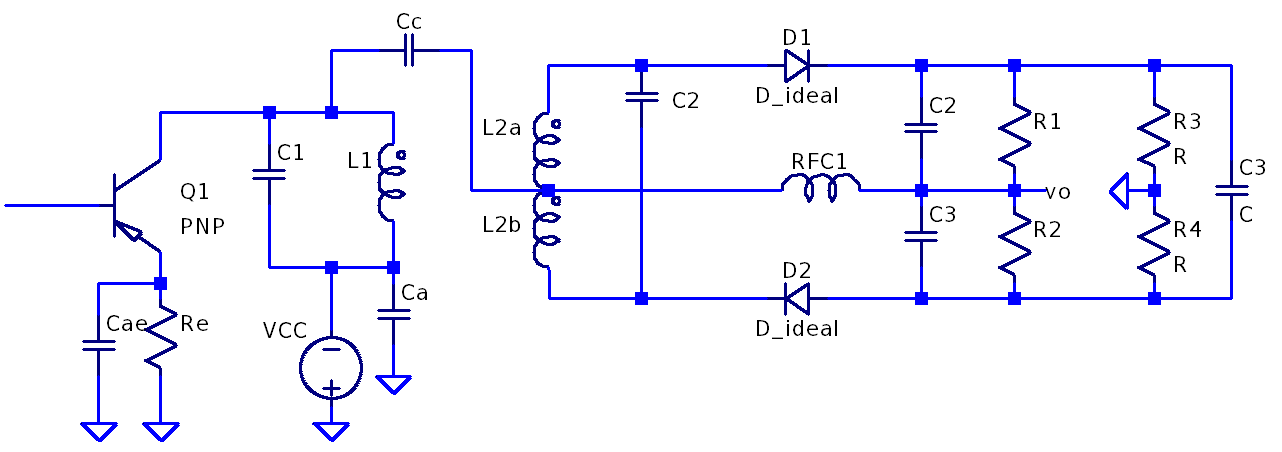 Cc
D1
D_ideal
C2
C2
R1
R3
R
L2a
C1
L1
RFC1
C3
C
Q1
PNP
vo
L2b
C3
R2
R4
R
D2
D_ideal
Ca
Cae
Re
VCC